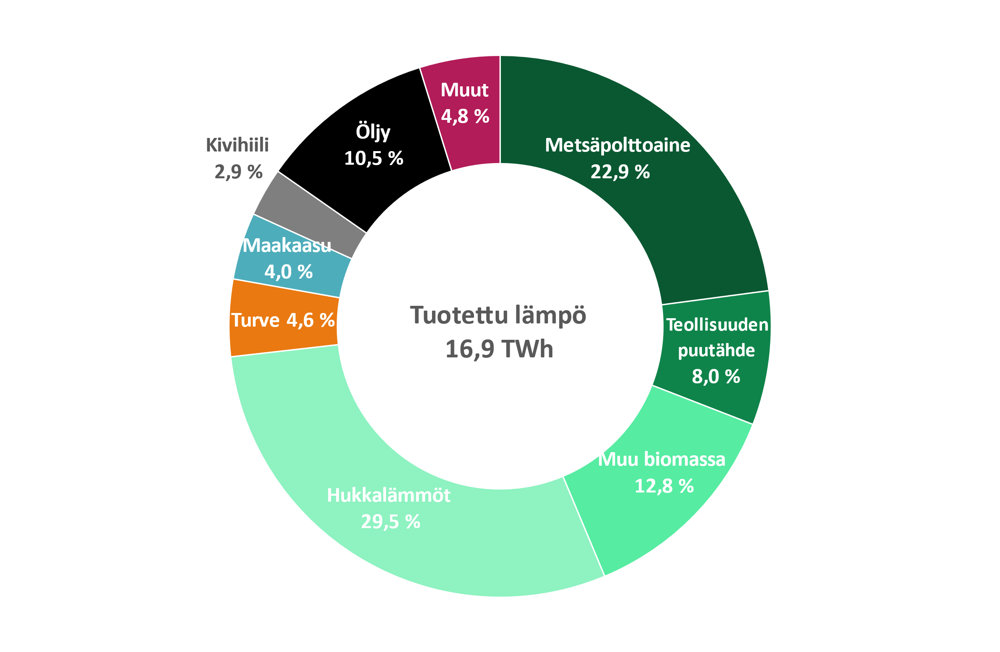 Muut
4,8 %
Metsäpolttoaine
22,9 %
Teollisuuden
puutähde
8,0 %
Muu biomassa
12,8 %
Hukkalämmöt
29,5 %
Turve 4,6 %
Maakaasu
4,0 %
Kivihiili
2,9 %
Öljy
10,5 %
Tuotettu lämpö
16,9 TWh